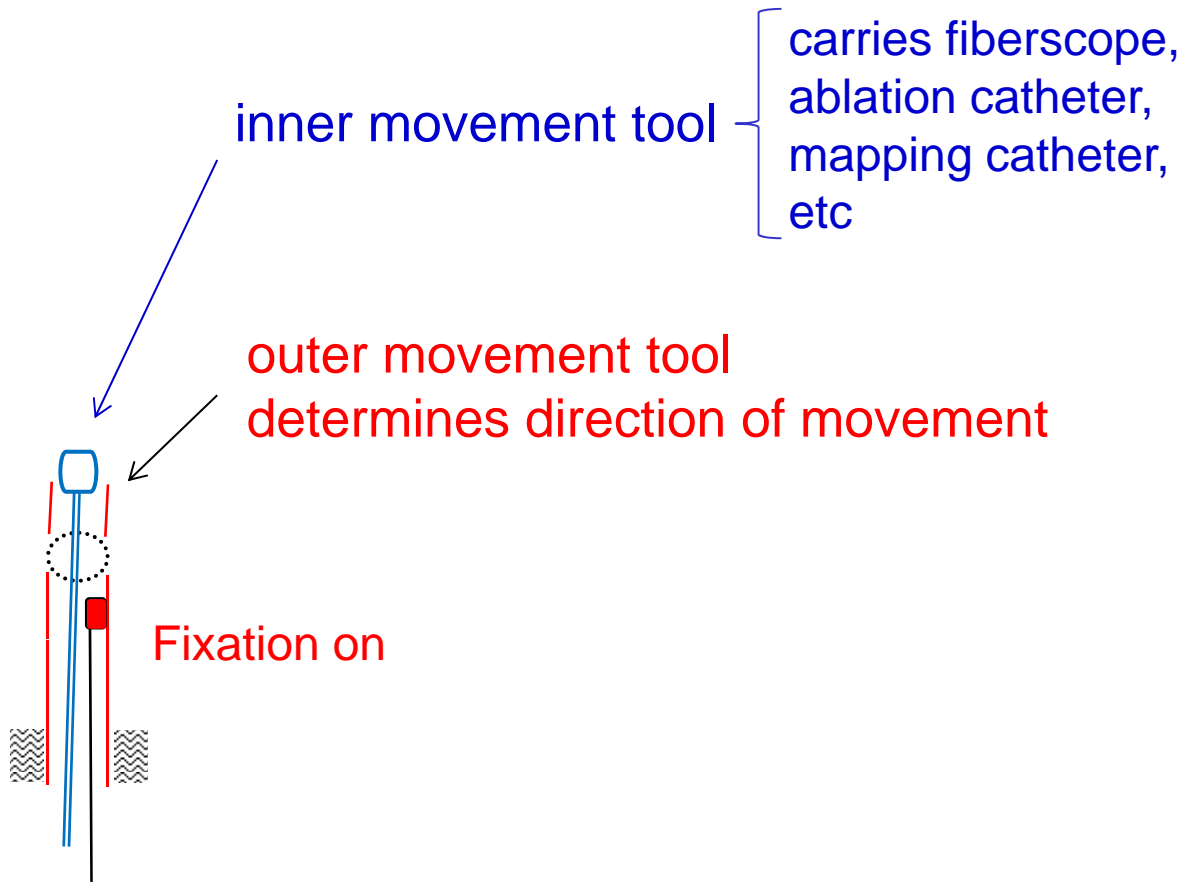 carries fiberscope,
inner movement tool
ablation catheter,
mapping catheter,
etc
outer movement tool
determines direction of movement
Fixation on